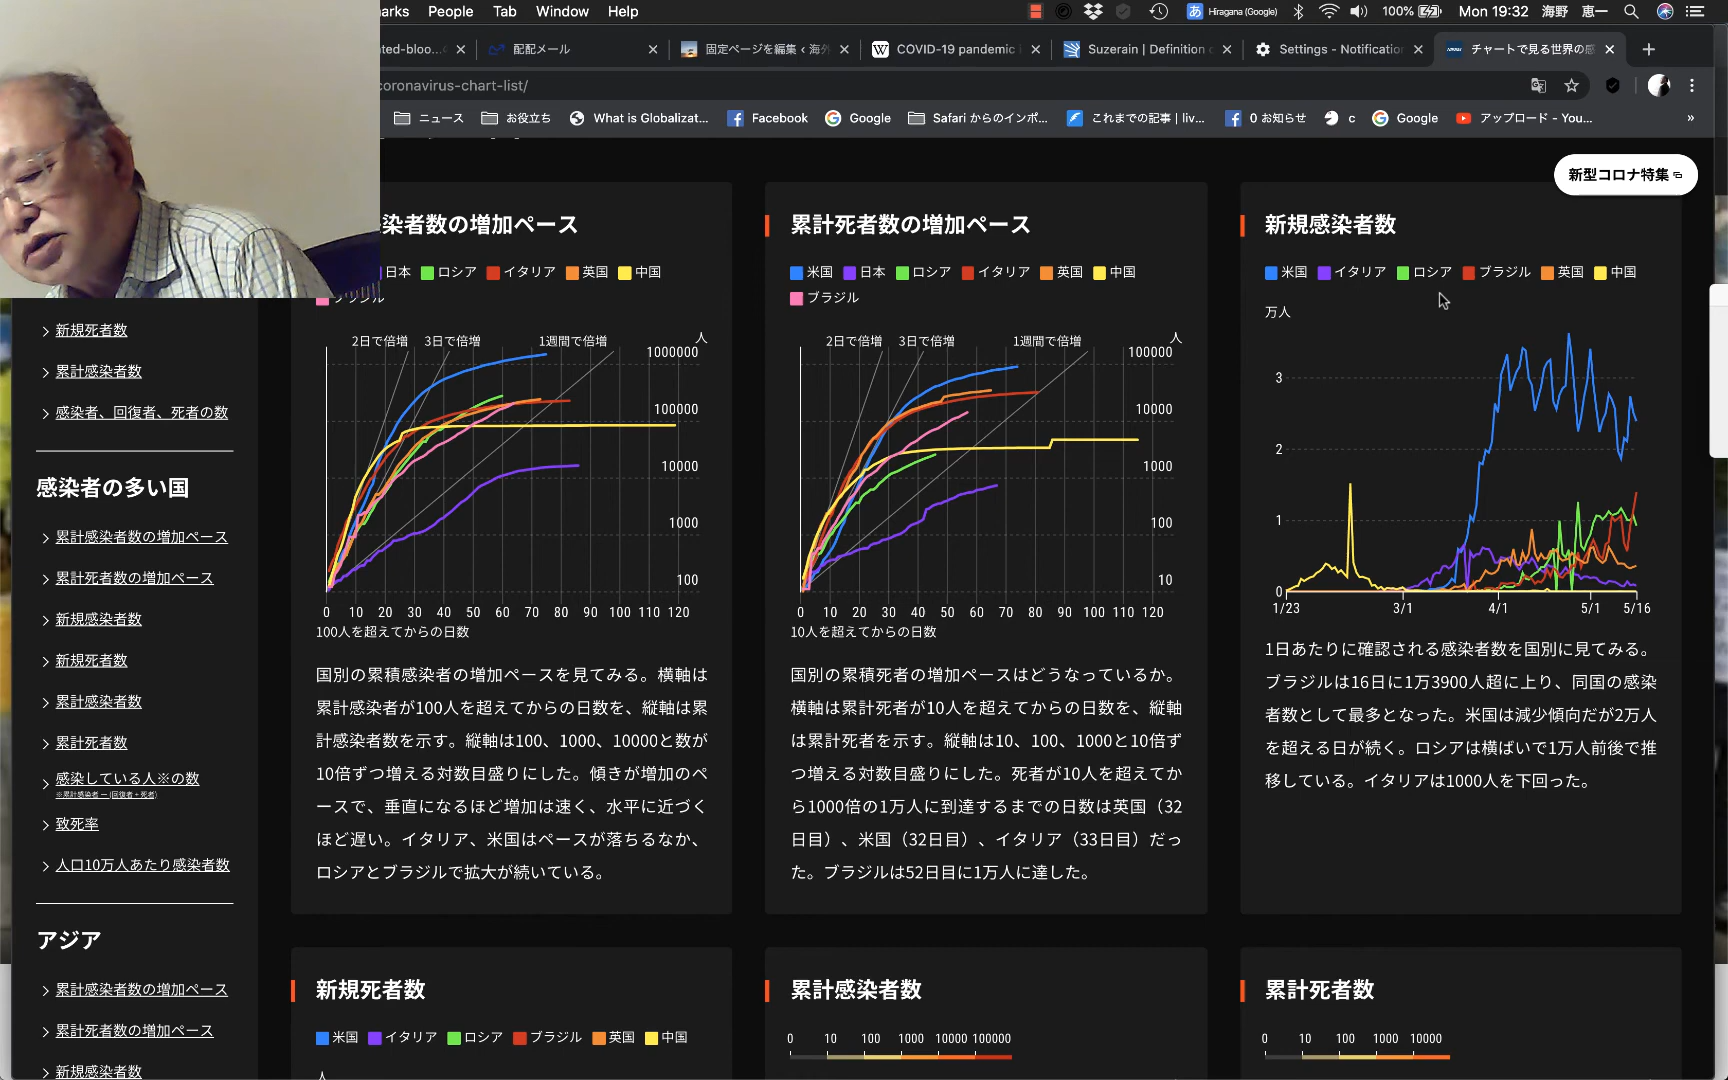 arks People Tab Window Help
あ Hiragana (Google) 100% Mon 19:32 海野 恵一
ated-bloo...
配配メール
固定ページを編集 ‹ 海外
COVID-19 pandemic
Suzerain | Definition
Settings - Notification
チャートで見る世界の感
coronavirus-chart-list/
ニュース お役立ち What is Globalizat... Facebook Google Safari からのインポ... これまでの記事 | liv... 0 お知らせ c Google アップロード - You... »
新型コロナ特集
新規死者数
累計感染者数
感染者、回復者、死者の数
感染者の多い国
累計感染者数の増加ペース
累計死者数の増加ペース
新規感染者数
新規死者数
累計感染者数
累計死者数
感染している人※の数
※累計感染者 ー (回復者 + 死者)
致死率
人口10万人あたり感染者数
アジア
累計感染者数の増加ペース
累計死者数の増加ペース
新規感染者数
染者数の増加ペース
日本 ロシア イタリア 英国 中国
ブラジル
2日で倍増 3日で倍増 1週間で倍増 人
1000000
100000
10000
1000
100
0 10 20 30 40 50 60 70 80 90 100 110 120
100人を超えてからの日数
国別の累積感染者の増加ペースを見てみる。横軸は
累計感染者が100人を超えてからの日数を、縦軸は累
計感染者数を示す。縦軸は100、1000、10000と数が
10倍ずつ増える対数目盛りにした。傾きが増加のペ
ースで、垂直になるほど増加は速く、水平に近づく
ほど遅い。イタリア、米国はペースが落ちるなか、
ロシアとブラジルで拡大が続いている。
累計死者数の増加ペース
米国 日本 ロシア イタリア 英国 中国
ブラジル
2日で倍増 3日で倍増 1週間で倍増 人
100000
10000
1000
100
10
0 10 20 30 40 50 60 70 80 90 100 110 120
10人を超えてからの日数
国別の累積死者の増加ペースはどうなっているか。
横軸は累計死者が10人を超えてからの日数を、縦軸
は累計死者を示す。縦軸は10、100、1000と10倍ず
つ増える対数目盛りにした。死者が10人を超えてか
ら1000倍の1万人に到達するまでの日数は英国（32
日目）、米国（32日目）、イタリア（33日目）だっ
た。ブラジルは52日目に1万人に達した。
新規感染者数
米国 イタリア ロシア ブラジル 英国 中国
万人
3
2
1
0
1/23 3/1 4/1 5/1 5/16
1日あたりに確認される感染者数を国別に見てみる。
ブラジルは16日に1万3900人超に上り、同国の感染
者数として最多となった。米国は減少傾向だが2万人
を超える日が続く。ロシアは横ばいで1万人前後で推
移している。イタリアは1000人を下回った。
新規死者数
米国 イタリア ロシア ブラジル 英国 中国
人
累計感染者数
0 10 100 1000 10000 100000
累計死者数
0 10 100 1000 10000